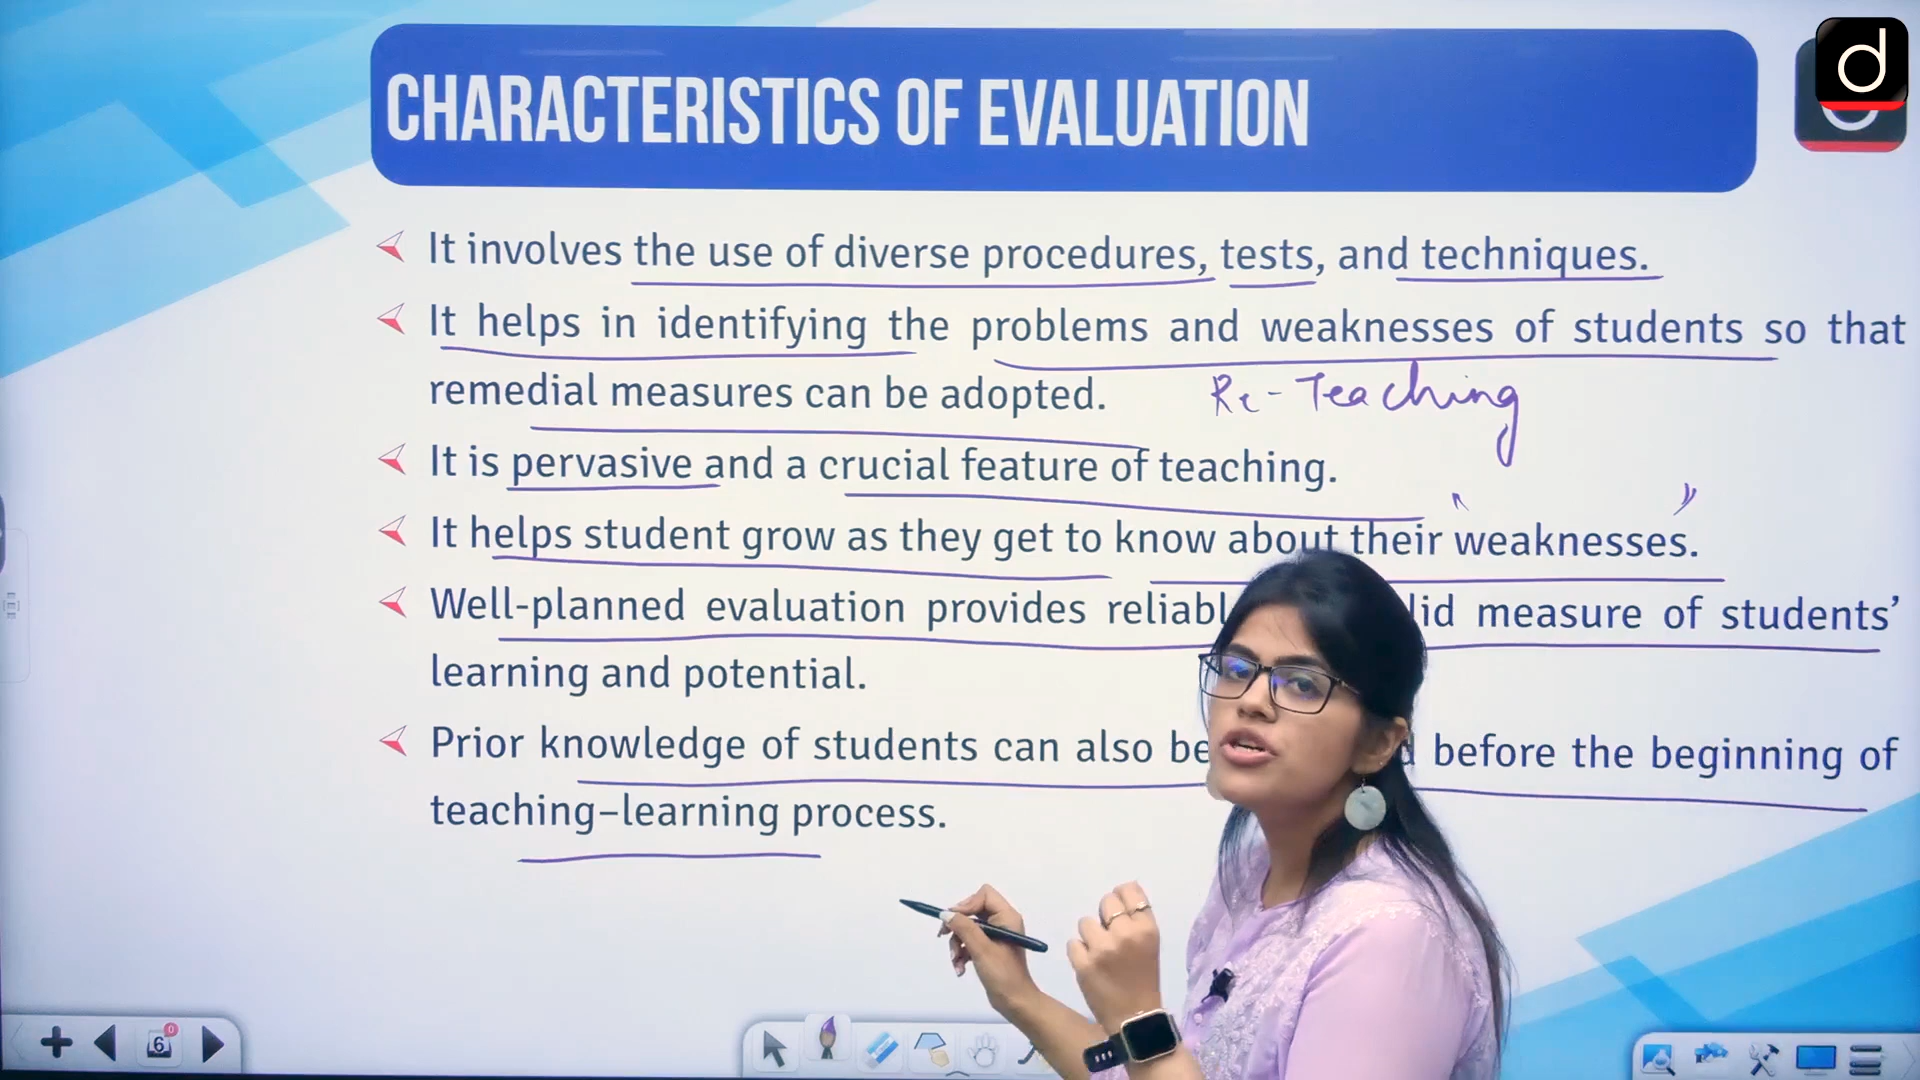 CHARACTERISTICS OF EVALUATION
d
It involves the use of diverse procedures, tests, and techniques.
It helps in identifying the problems and weaknesses of students so that
remedial measures can be adopted. Re-Teaching
It is pervasive and a crucial feature of teaching.
It helps student grow as they get to know about their weaknesses.
Well-planned evaluation provides measure of students’
learning and potential.
Prior knowledge of students can also be before the beginning of
teaching–learning process.
6
0